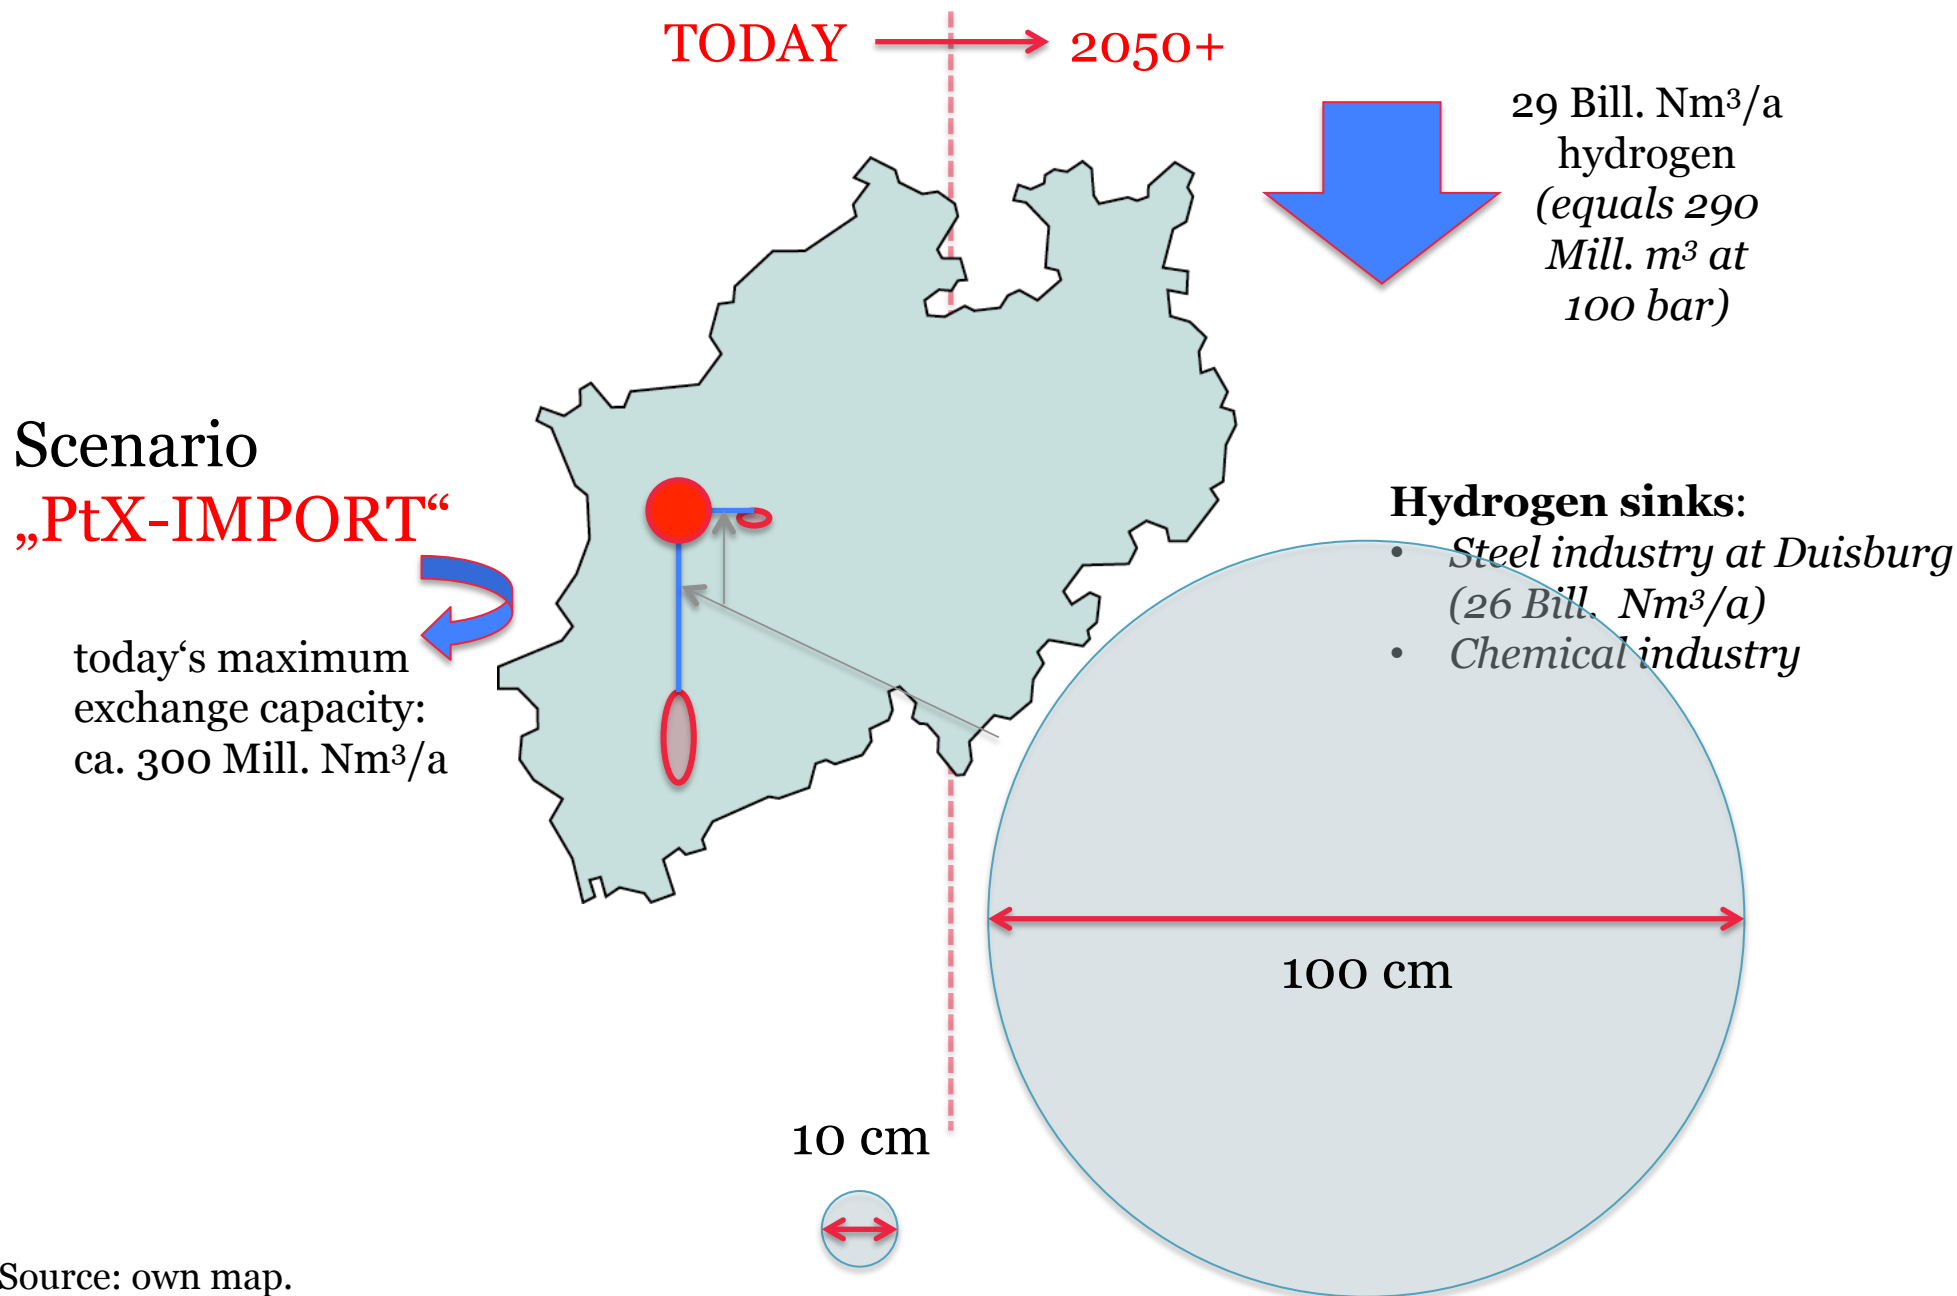 TODAY
2050+
29 Bill. Nm³/a
hydrogen
(equals 290
Mill. m³ at
100 bar)
Scenario
„PtX-IMPORT“
today‘s maximum
exchange capacity:
ca. 300 Mill. Nm³/a
Hydrogen sinks:
• Steel industry at Duisburg
(26 Bill. Nm³/a)
• Chemical industry
100 cm
10 cm
Source: own map.